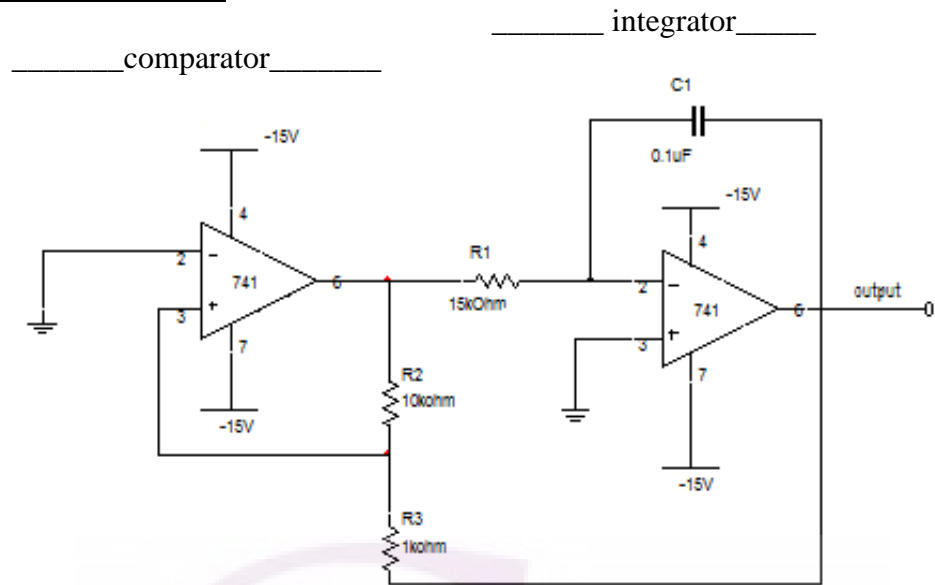 _______ integrator_____
_______comparator_______
C1
0.1uF
-15V
4
2
-
741
6
+
3
7
-15V
R1
15kOhm
-15V
4
2
-
741
6
+
3
7
-15V
output
0
R2
10kohm
R3
1kohm